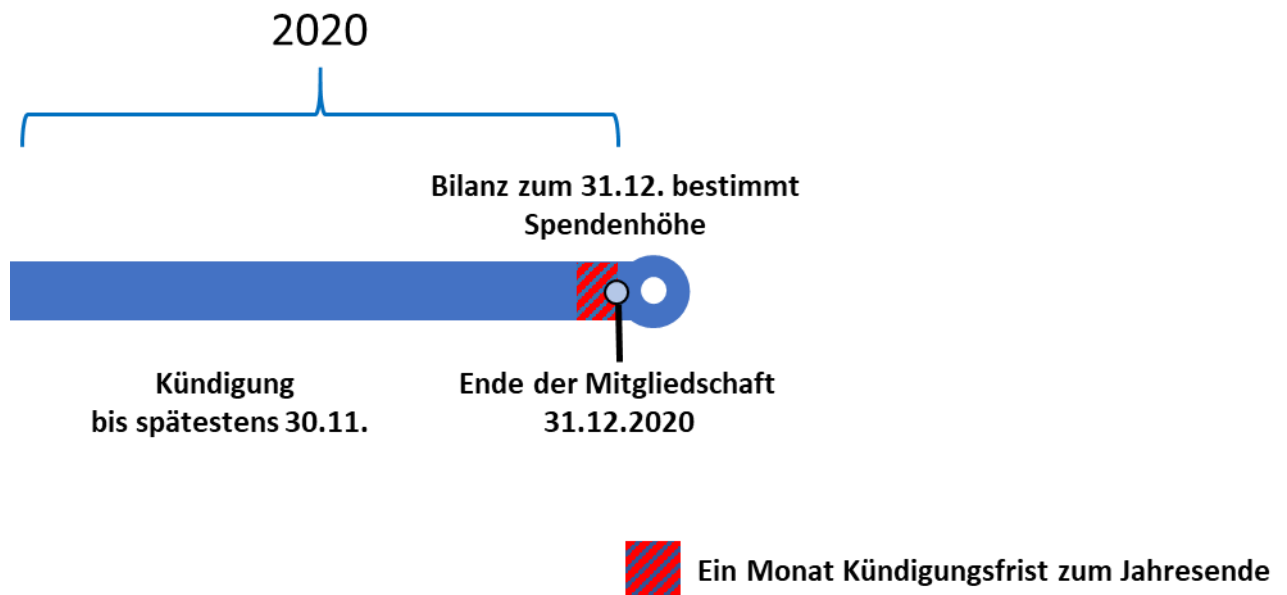 2020
Bilanz zum 31.12. bestimmt
Spendenhöhe
Kündigung
bis spätestens 30.11.
Ende der Mitgliedschaft
31.12.2020
Ein Monat Kündigungsfrist zum Jahresende